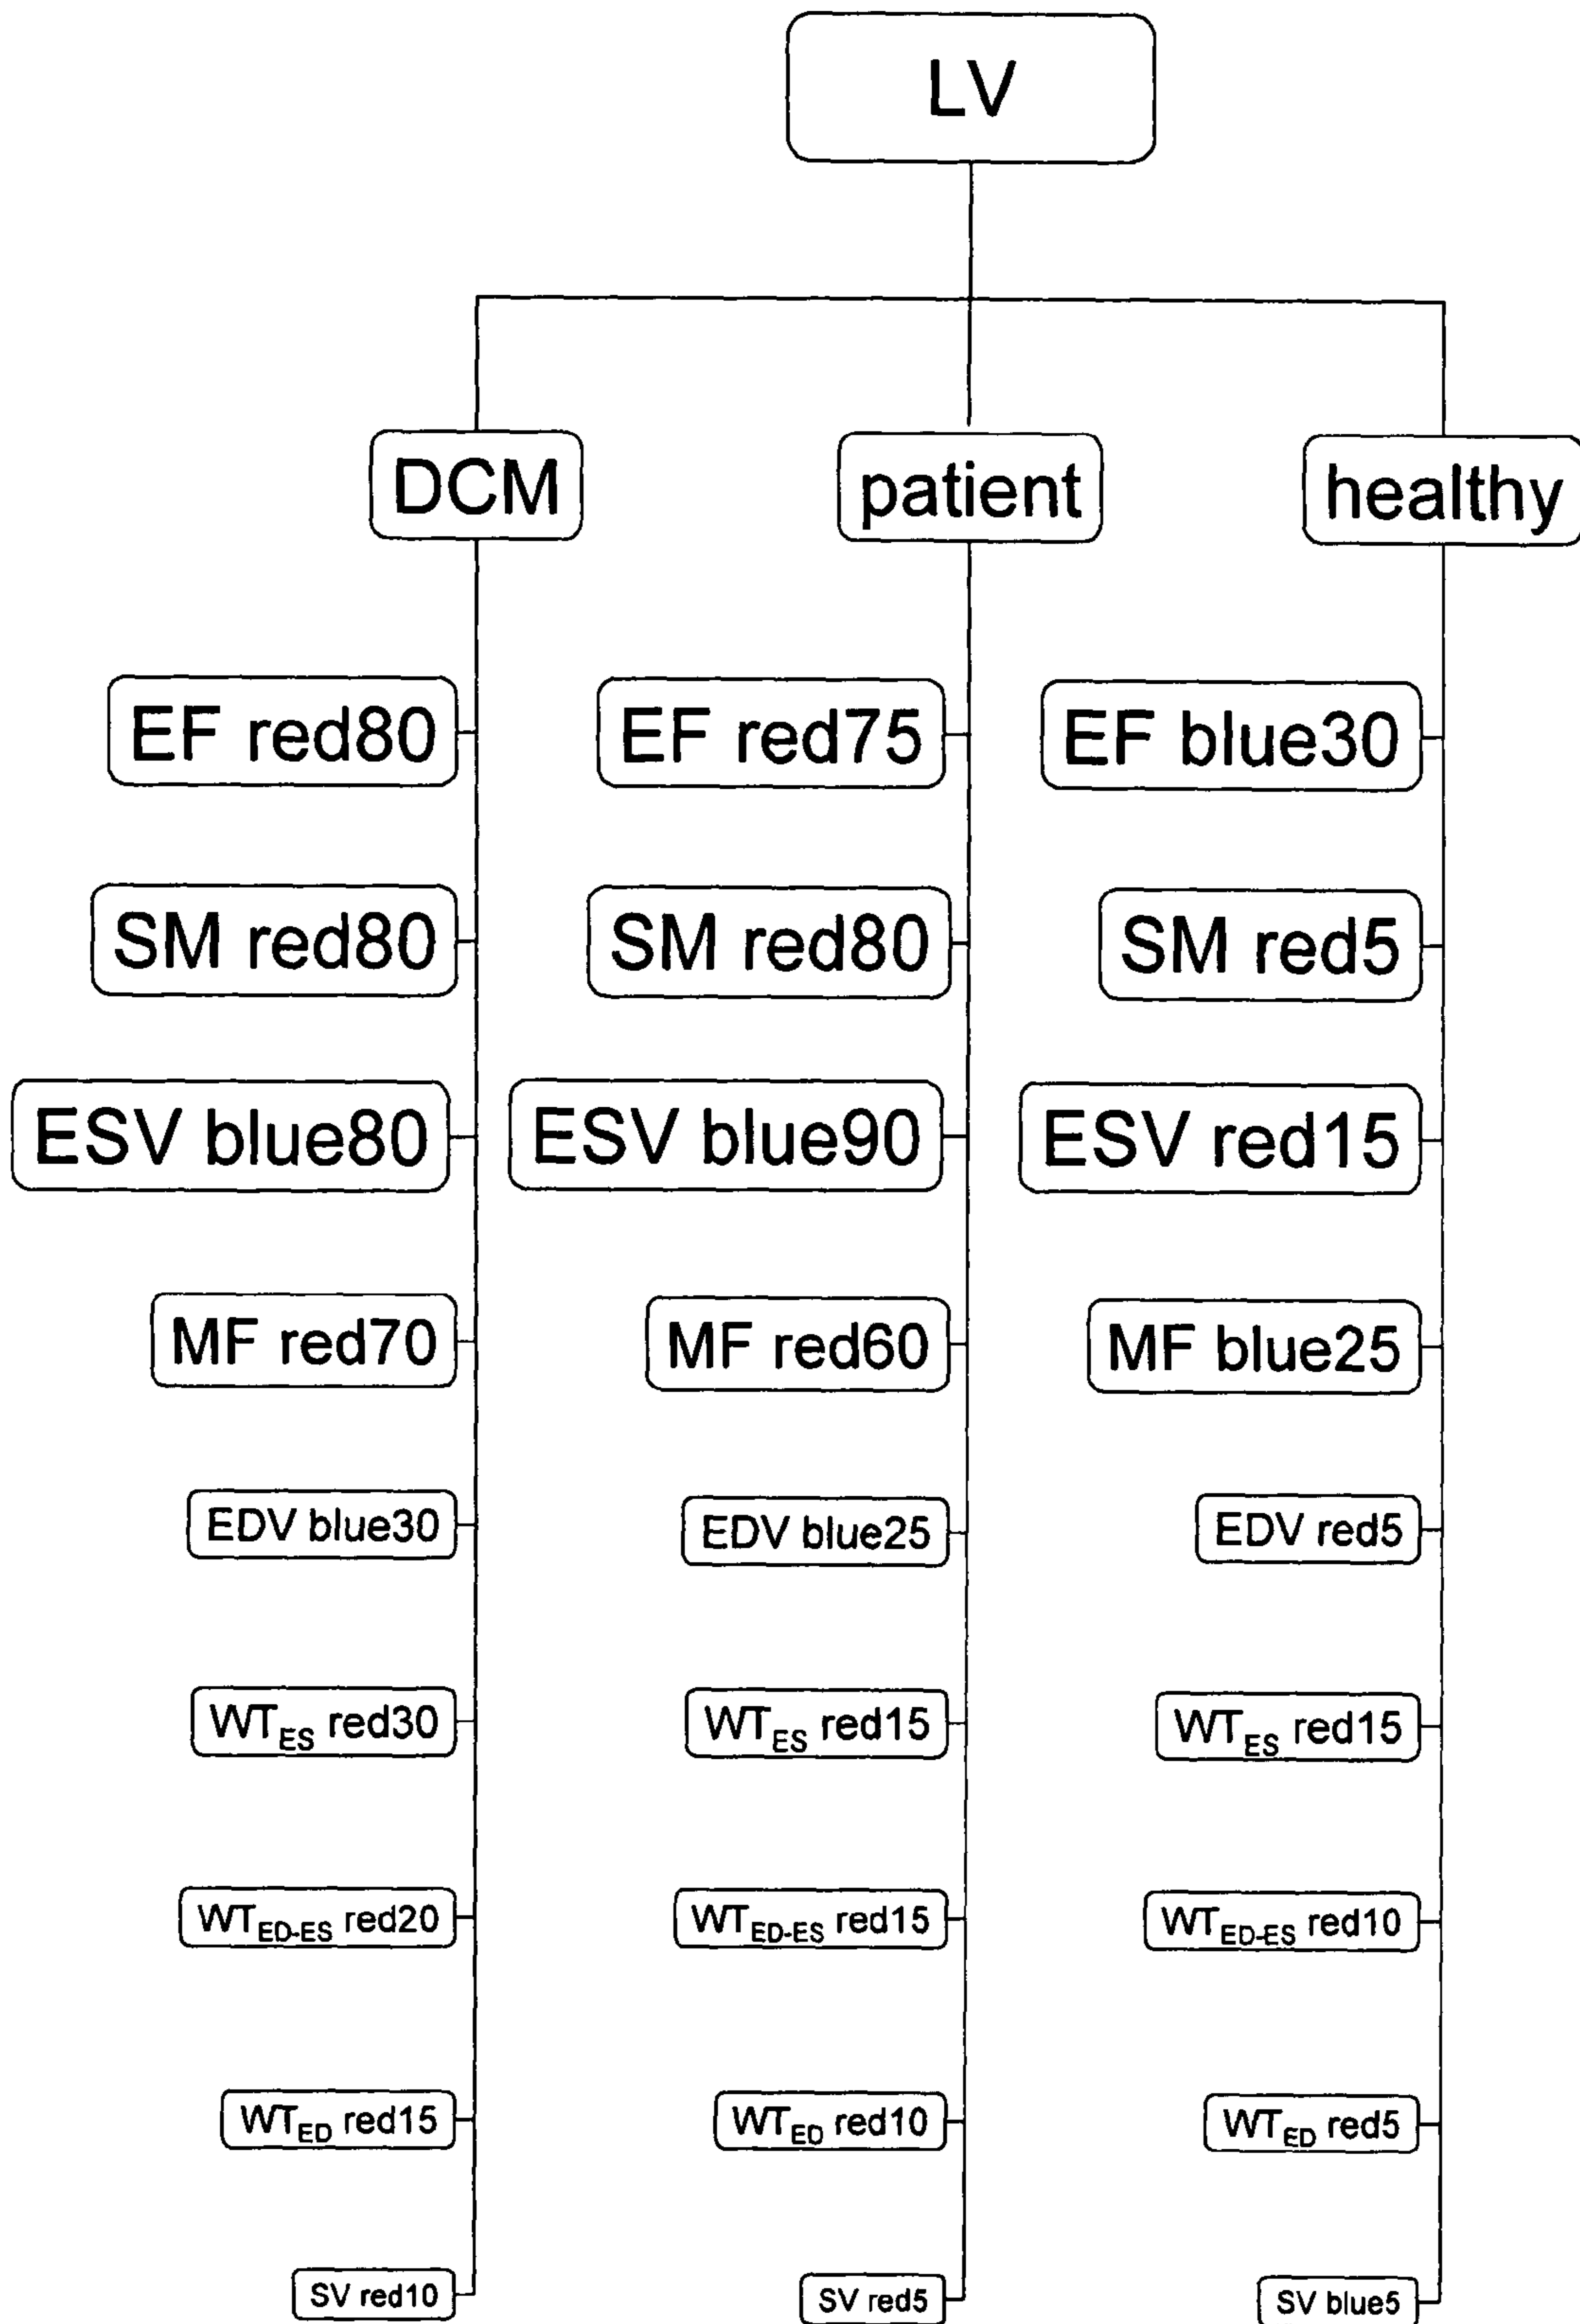 LV
DCM
patient
healthy
EF red80
EF red75
EF blue30
SM red80
SM red80
SM red5
ESV blue80
ESV blue90
ESV red15
MF red70
MF red60
MF blue25
EDV blue30
EDV blue25
EDV red5
WTES red30
WTES red15
WTES red15
WTED-ES red20
WTED-ES red15
WTED-ES red10
WTED red15
WTED red10
WTED red5
SV red10
SV red5
SV blue5